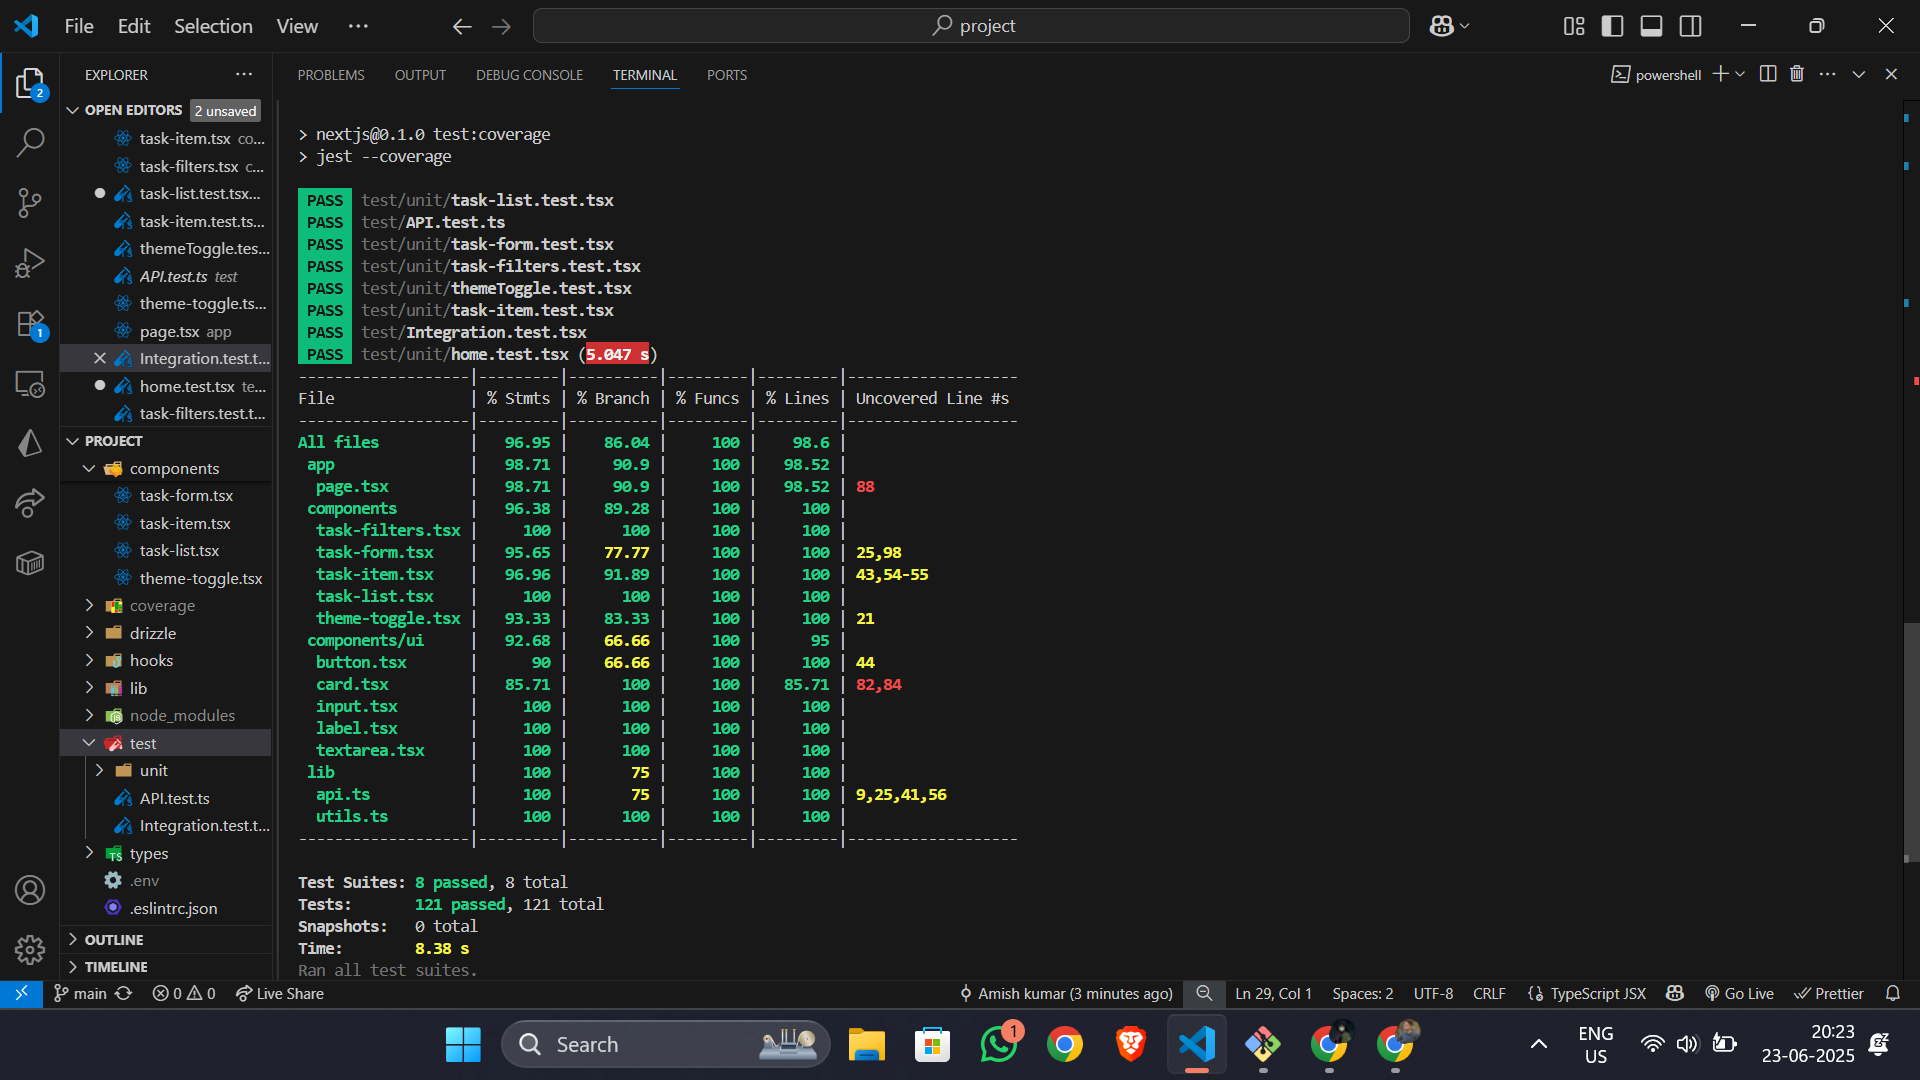 File Edit Selection View ··· project
EXPLORER ···
OPEN EDITORS 2 unsaved
task-item.tsx co...
task-filters.tsx c...
task-list.test.tsx...
task-item.test.ts...
themeToggle.tes...
API.test.ts test
theme-toggle.ts...
page.tsx app
Integration.test.t...
home.test.tsx te...
task-filters.test.t...
PROJECT
components
task-form.tsx
task-item.tsx
task-list.tsx
theme-toggle.tsx
coverage
drizzle
hooks
lib
node_modules
test
unit
API.test.ts
Integration.test.t...
types
.env
.eslintrc.json
OUTLINE
TIMELINE
PROBLEMS OUTPUT DEBUG CONSOLE TERMINAL PORTS powershell
> nextjs@0.1.0 test:coverage
> jest --coverage
PASS test/unit/task-list.test.tsx
PASS test/API.test.ts
PASS test/unit/task-form.test.tsx
PASS test/unit/task-filters.test.tsx
PASS test/unit/themeToggle.test.tsx
PASS test/unit/task-item.test.tsx
PASS test/Integration.test.tsx
PASS test/unit/home.test.tsx (5.047 s)
-------------------|---------|----------|---------|---------|-------------------
File | % Stmts | % Branch | % Funcs | % Lines | Uncovered Line #s
-------------------|---------|----------|---------|---------|-------------------
All files | 96.95 | 86.04 | 100 | 98.6 |
app | 98.71 | 90.9 | 100 | 98.52 |
page.tsx | 98.71 | 90.9 | 100 | 98.52 | 88
components | 96.38 | 89.28 | 100 | 100 |
task-filters.tsx | 100 | 100 | 100 | 100 |
task-form.tsx | 95.65 | 77.77 | 100 | 100 | 25,98
task-item.tsx | 96.96 | 91.89 | 100 | 100 | 43,54-55
task-list.tsx | 100 | 100 | 100 | 100 |
theme-toggle.tsx | 93.33 | 83.33 | 100 | 100 | 21
components/ui | 92.68 | 66.66 | 100 | 95 |
button.tsx | 90 | 66.66 | 100 | 100 | 44
card.tsx | 85.71 | 100 | 100 | 85.71 | 82,84
input.tsx | 100 | 100 | 100 | 100 |
label.tsx | 100 | 100 | 100 | 100 |
textarea.tsx | 100 | 100 | 100 | 100 |
lib | 100 | 75 | 100 | 100 |
api.ts | 100 | 75 | 100 | 100 | 9,25,41,56
utils.ts | 100 | 100 | 100 | 100 |
-------------------|---------|----------|---------|---------|-------------------
Test Suites: 8 passed, 8 total
Tests: 121 passed, 121 total
Snapshots: 0 total
Time: 8.38 s
Ran all test suites.
main 0 0 Live Share Amish kumar (3 minutes ago) Ln 29, Col 1 Spaces: 2 UTF-8 CRLF TypeScript JSX Go Live Prettier
Search 1 ENG 20:23
US 23-06-2025
2
1